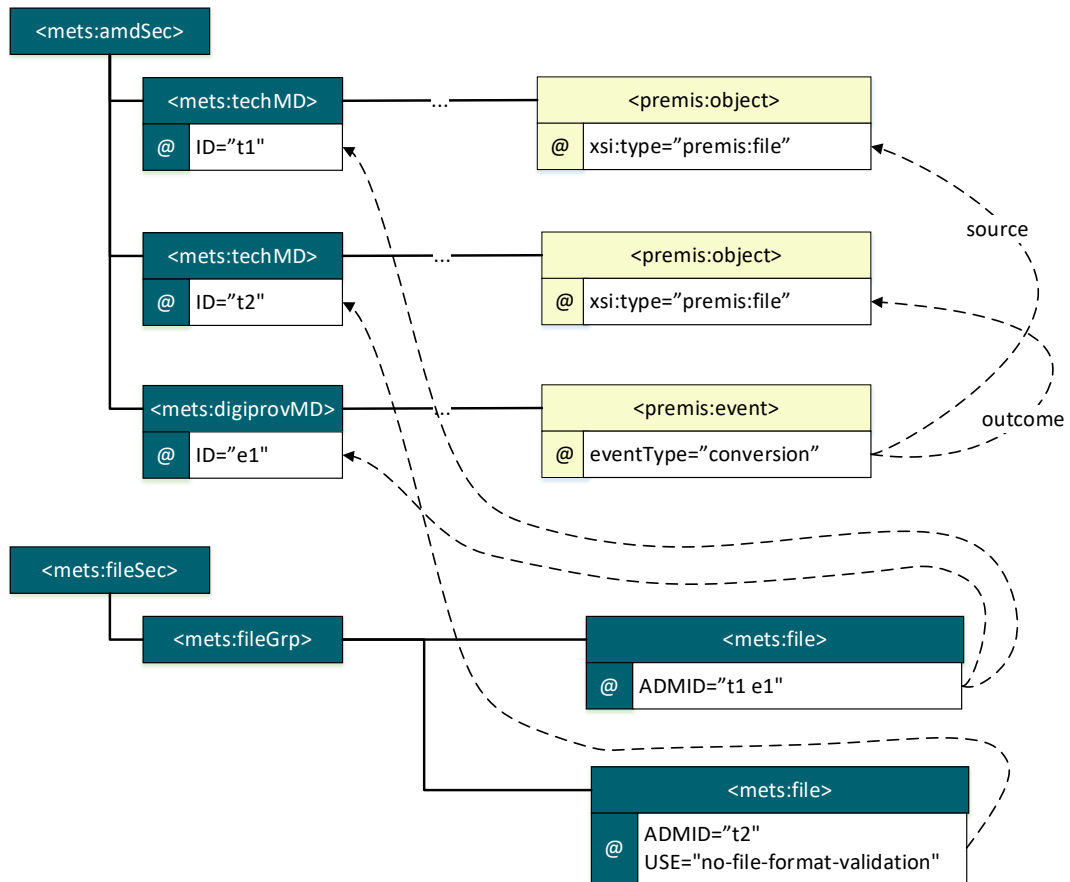 <mets:amdSec>
<mets:techMD>
...
<premis:object>
@
ID=”t1"
@
xsi:type=”premis:file”
source
<mets:techMD>
...
<premis:object>
@
ID=”t2"
@
xsi:type=”premis:file”
<mets:digiprovMD>
...
<premis:event>
outcome
@
ID=”e1"
@
eventType=”conversion”
<mets:fileSec>
<mets:fileGrp>
<mets:file>
@
ADMID=”t1 e1"
<mets:file>
@
ADMID=”t2"
USE="no-file-format-validation"